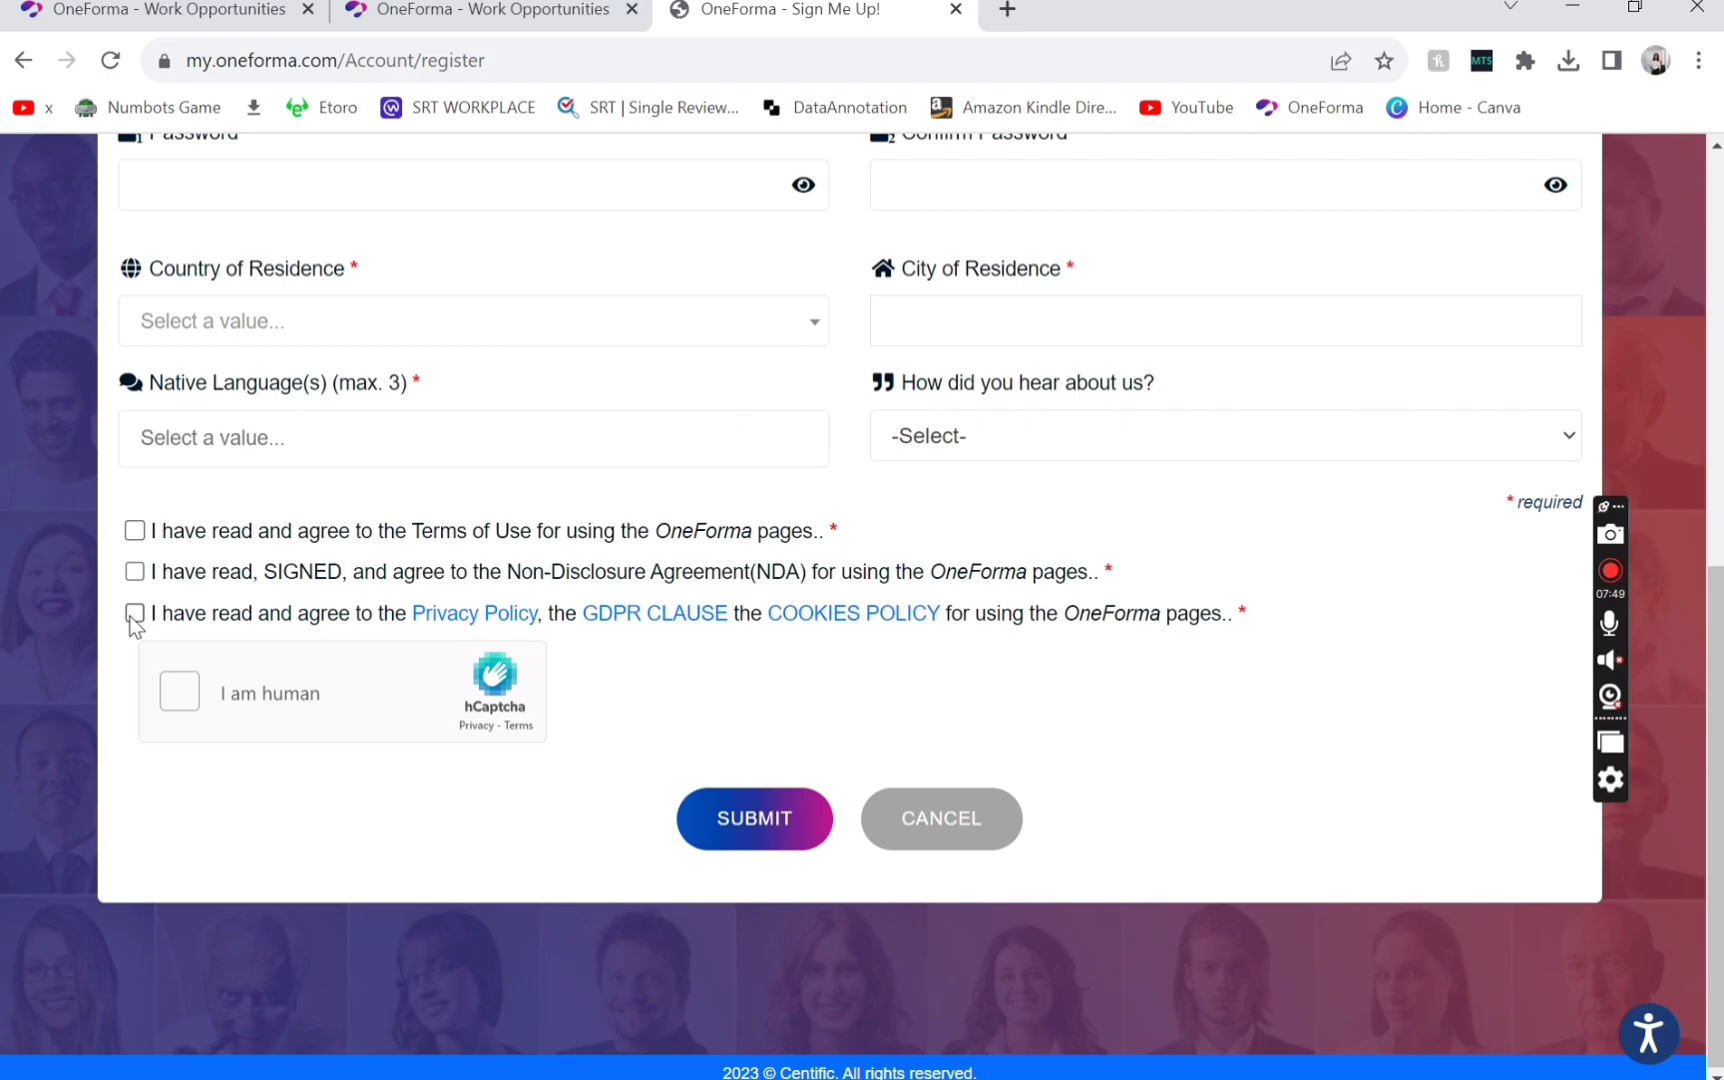 OneForma - Work Opportunities
OneForma - Work Opportunities
OneForma - Sign Me Up!
my.oneforma.com/Account/register
MTS
x
Numbots Game
Etoro
SRT WORKPLACE
SRT | Single Review...
DataAnnotation
Amazon Kindle Dire...
YouTube
OneForma
Home - Canva
Password
Confirm Password
Country of Residence *
City of Residence *
Select a value...
Native Language(s) (max. 3) *
How did you hear about us?
Select a value...
-Select-
* required
I have read and agree to the Terms of Use for using the OneForma pages.. *
I have read, SIGNED, and agree to the Non-Disclosure Agreement(NDA) for using the OneForma pages.. *
I have read and agree to the Privacy Policy, the GDPR CLAUSE the COOKIES POLICY for using the OneForma pages.. *
07:49
I am human
hCaptcha
Privacy - Terms
SUBMIT
CANCEL
2023 © Centific. All rights reserved.